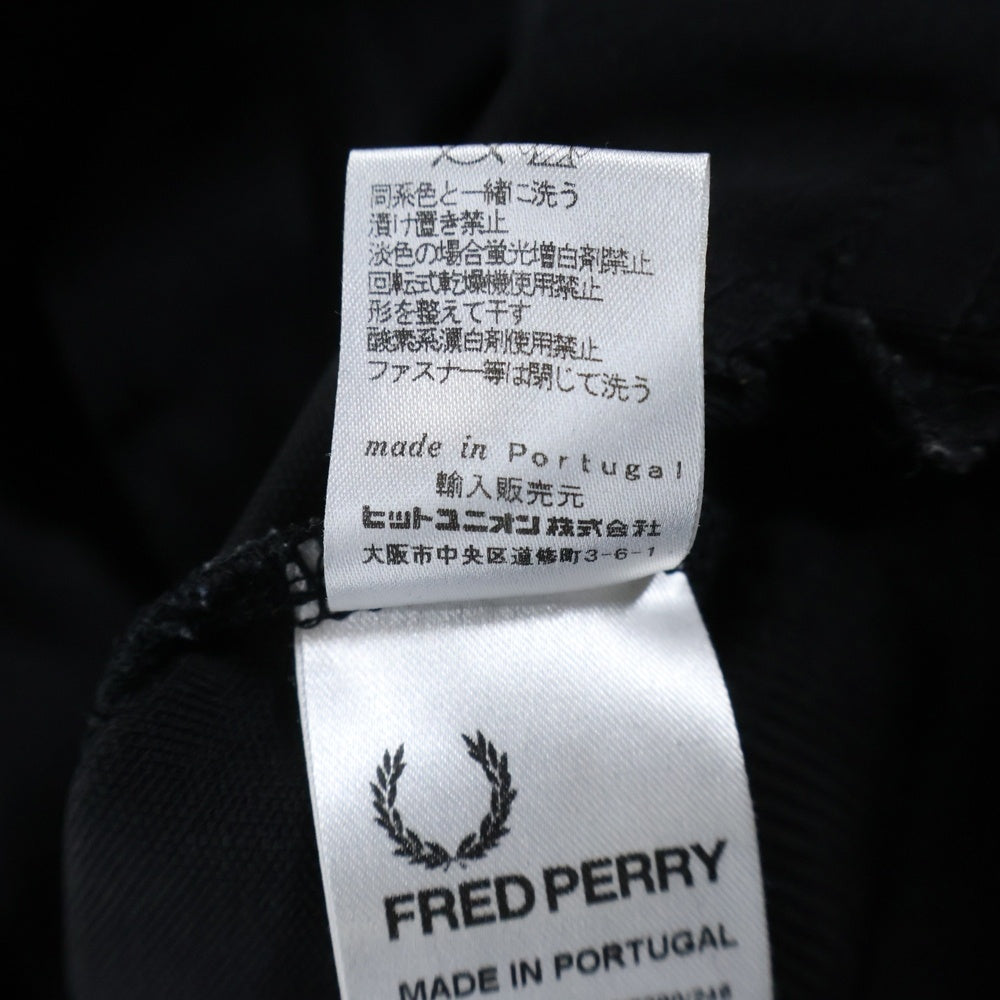 同系色と一緒に洗う
漬け置き禁止
淡色の場合蛍光増白剤禁止
回転式乾燥機使用禁止
形を整えて干す
酸素系漂白剤使用禁止
ファスナー等は閉じて洗う
made in Portugal
輸入販売元
ヒットユニオン株式会社
大阪市中央区道修町3-6-1
FRED PERRY
MADE IN PORTUGAL